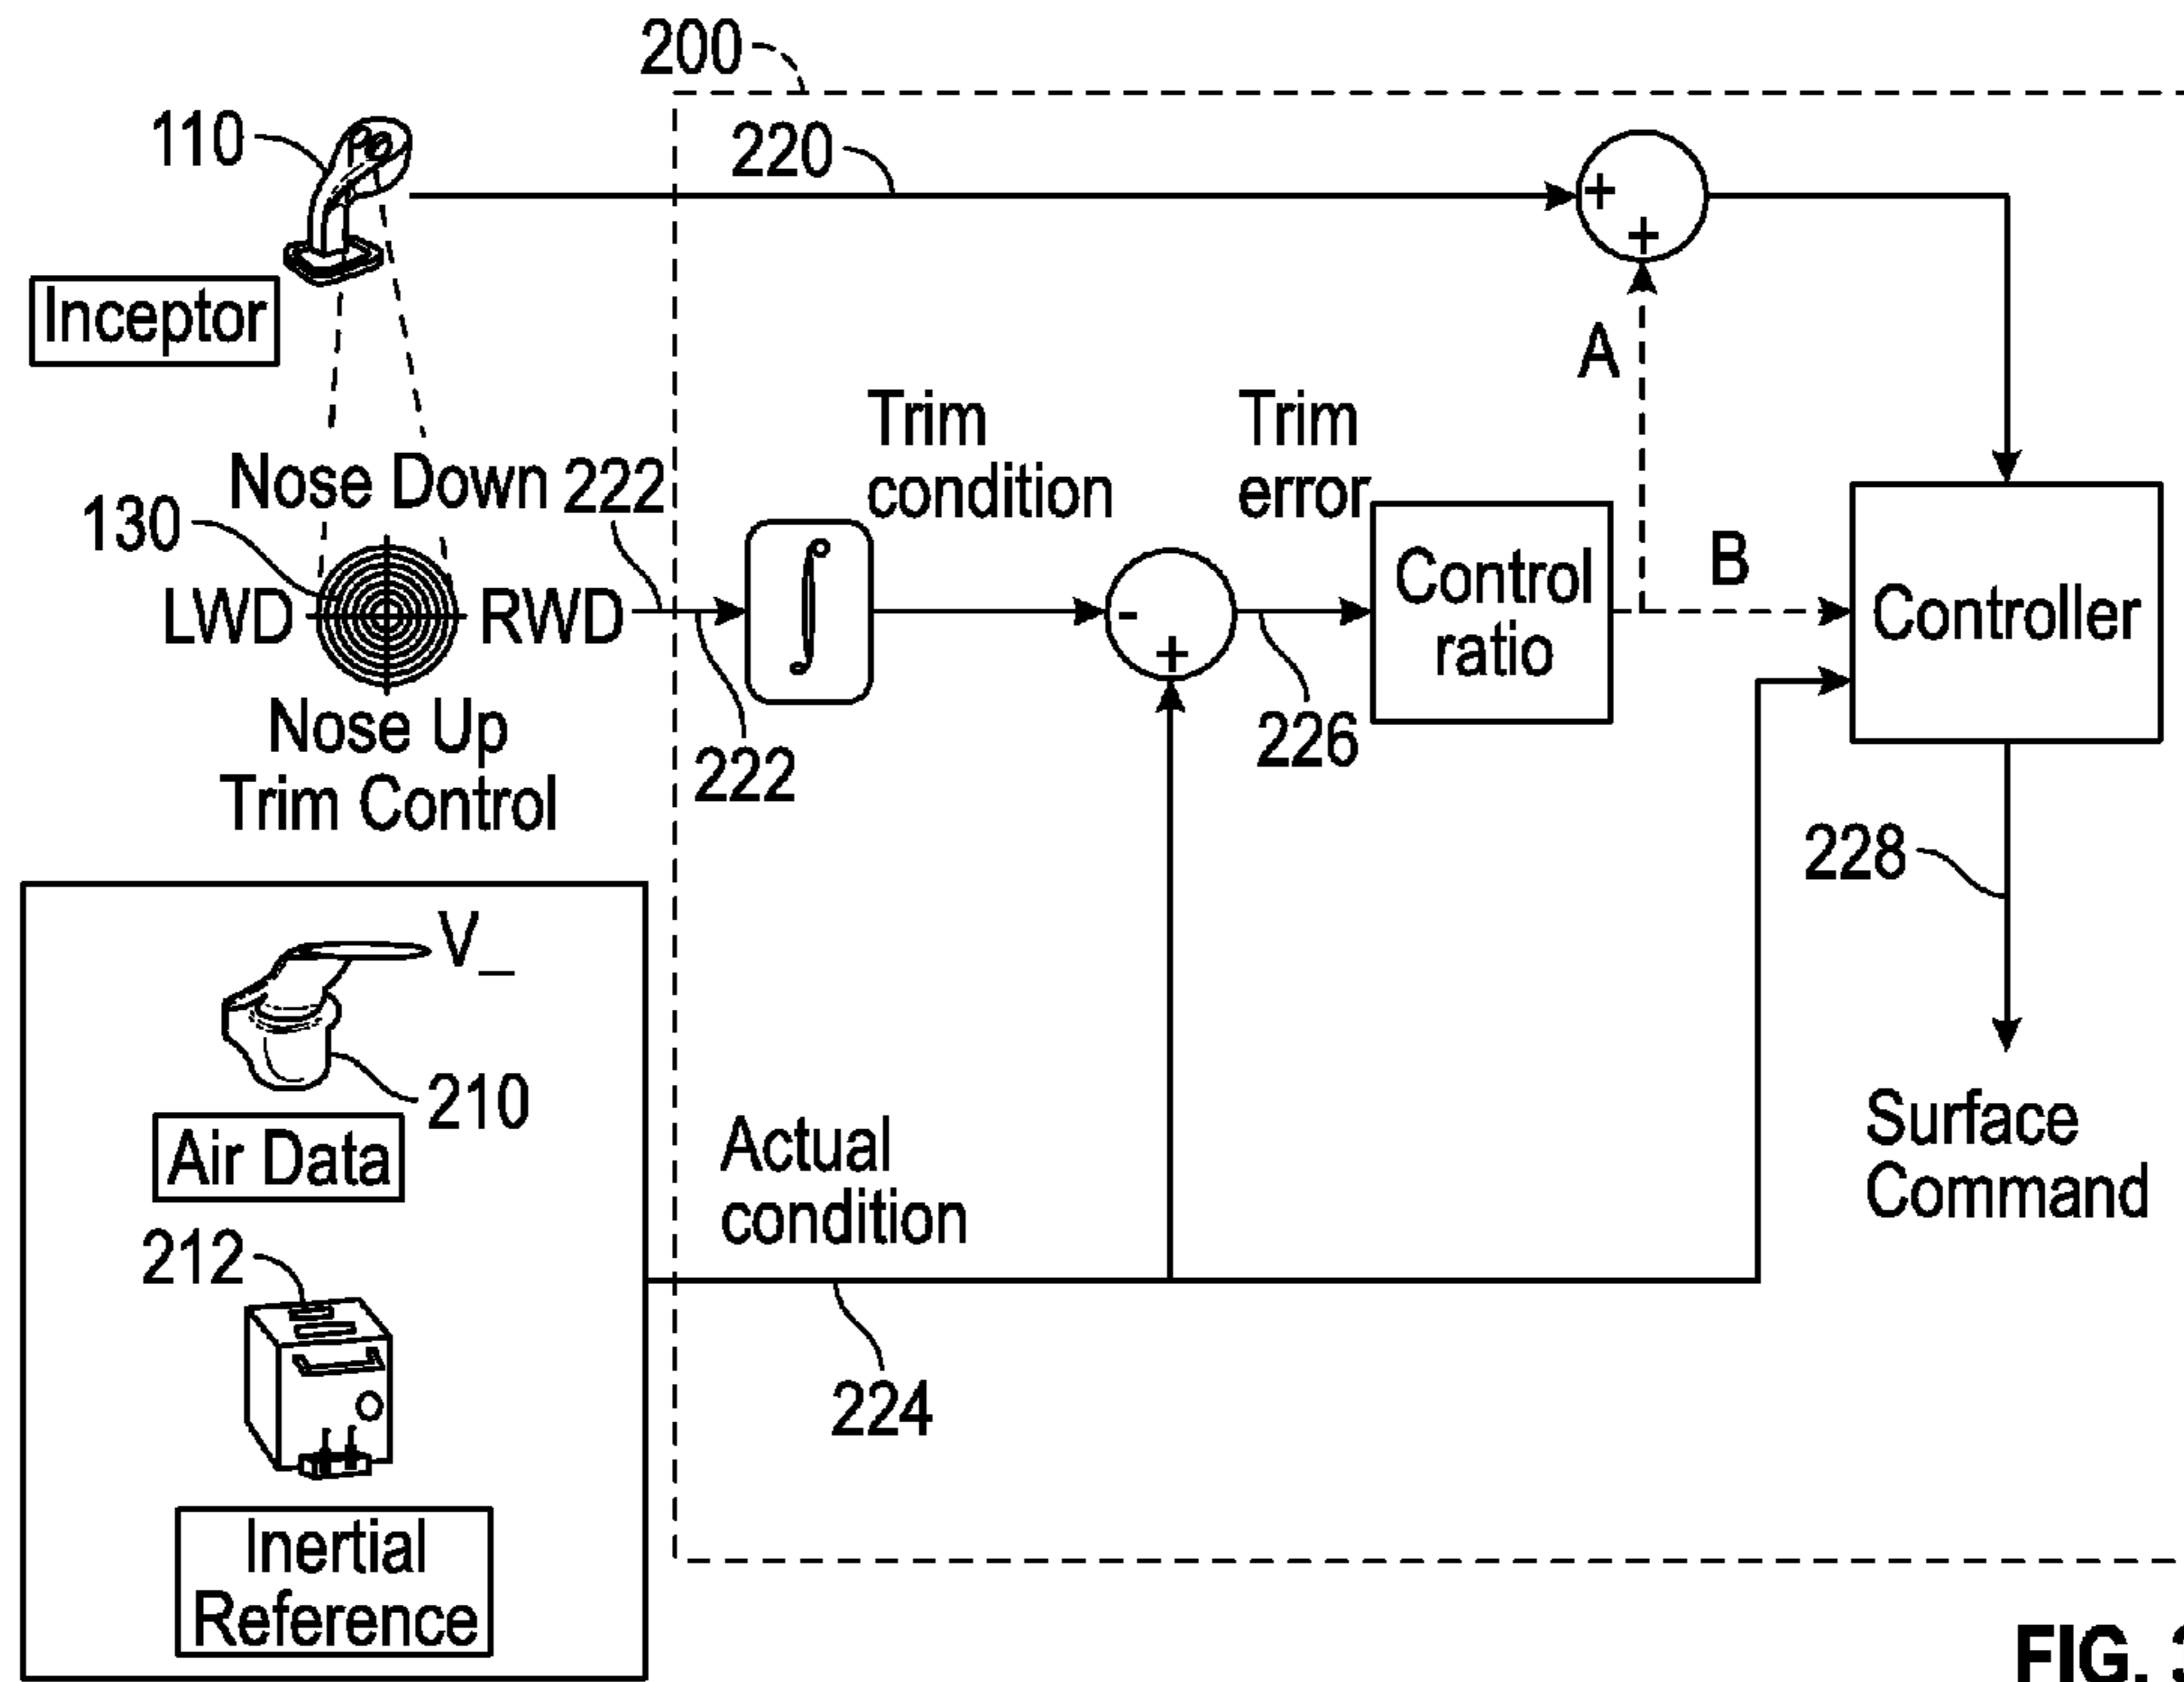 200
110
220
+
+
Inceptor
A
Trim
condition
Trim
error
Nose Down
222
130
LWD
RWD
-
+
Control
ratio
B
Controller
Nose Up
Trim Control
222
226
228
V_
210
Air Data
Actual
condition
Surface
Command
212
224
Inertial
Reference
FIG. 3